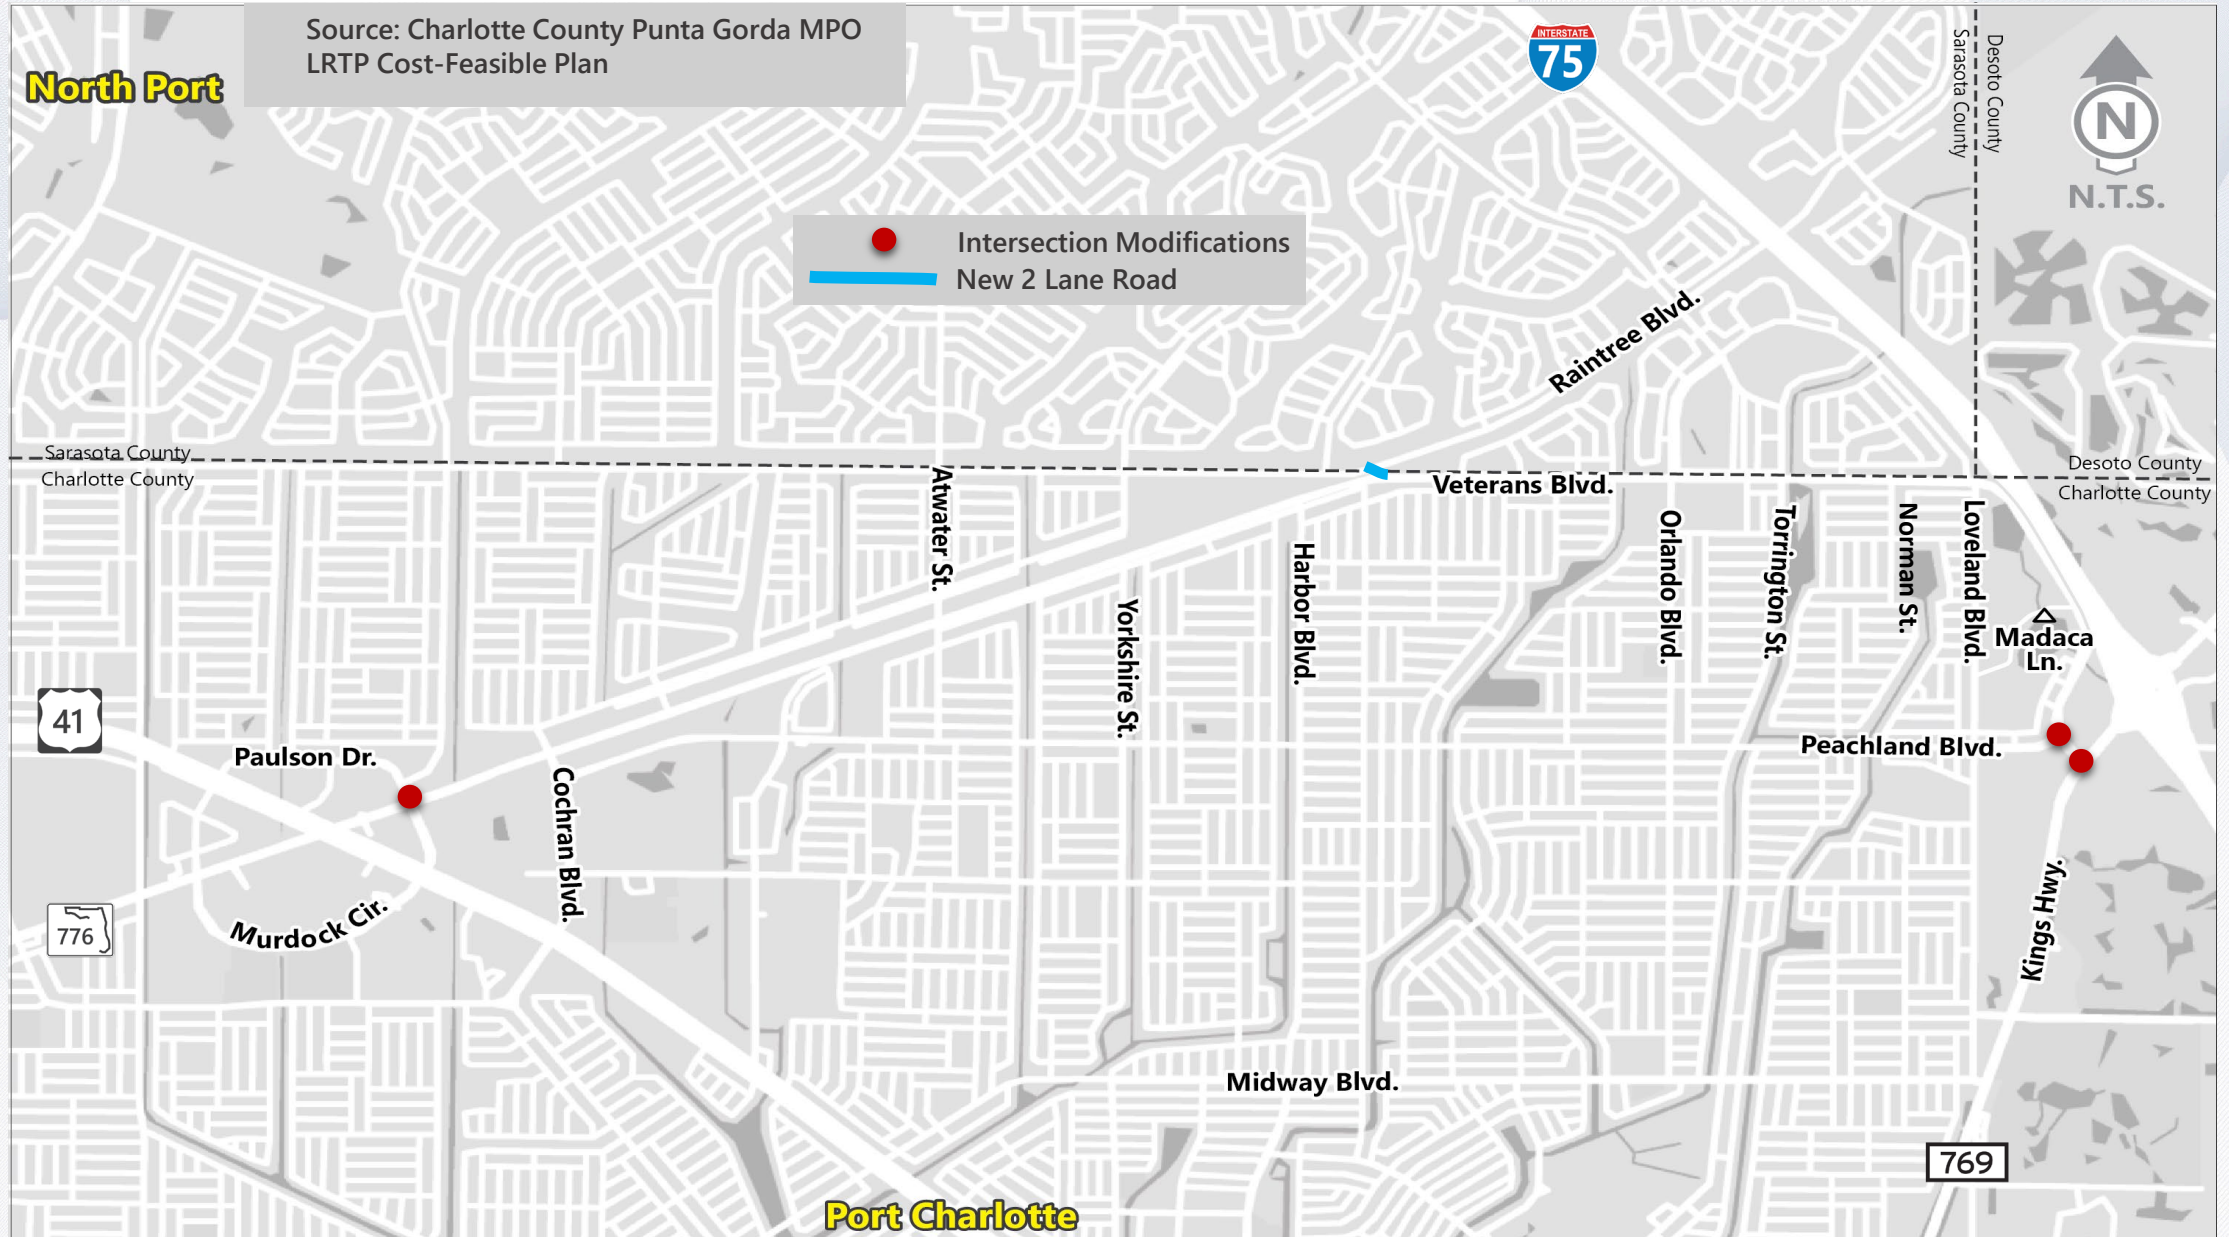 Source: Charlotte County Punta Gorda MPO
LRTP Cost-Feasible Plan
North Port
INTERSTATE
75
Sarasota County
Desoto County
N
N.T.S.
Intersection Modifications
New 2 Lane Road
Raintree Blvd.
Sarasota County
Charlotte County
Desoto County
Charlotte County
Veterans Blvd.
Atwater St.
Yorkshire St.
Harbor Blvd.
Orlando Blvd.
Torrington St.
Norman St.
Loveland Blvd.
Madaca
Ln.
41
Paulson Dr.
Peachland Blvd.
Cochran Blvd.
776
Murdock Cir.
Kings Hwy.
Midway Blvd.
769
Port Charlotte